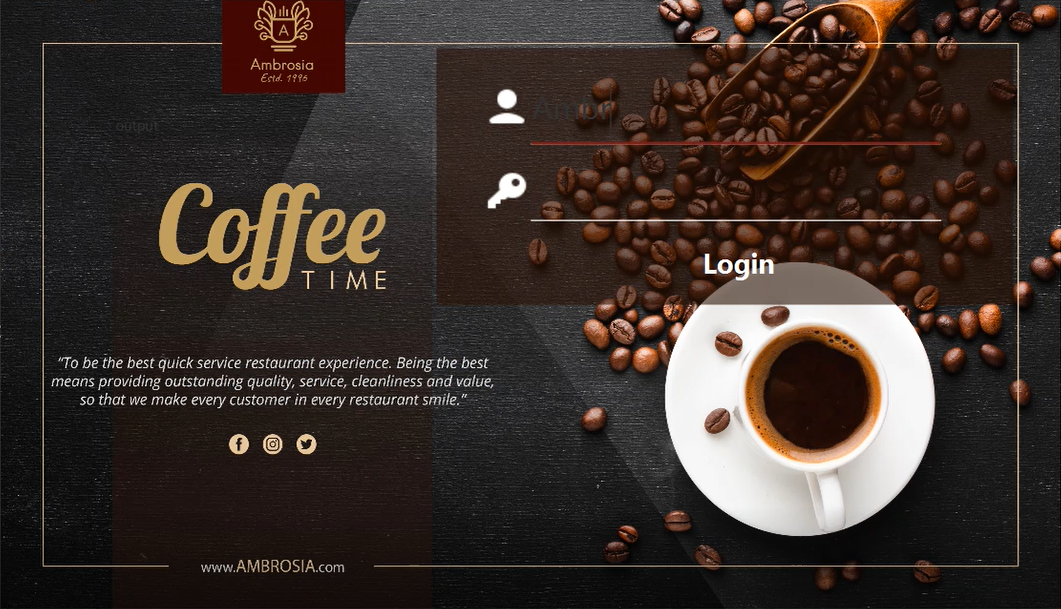 A
Ambrosia
Estd. 1996
output
Ambr
Coffee
TIME
Login
“To be the best quick service restaurant experience. Being the best
means providing outstanding quality, service, cleanliness and value,
so that we make every customer in every restaurant smile.”
www.AMBROSIA.com